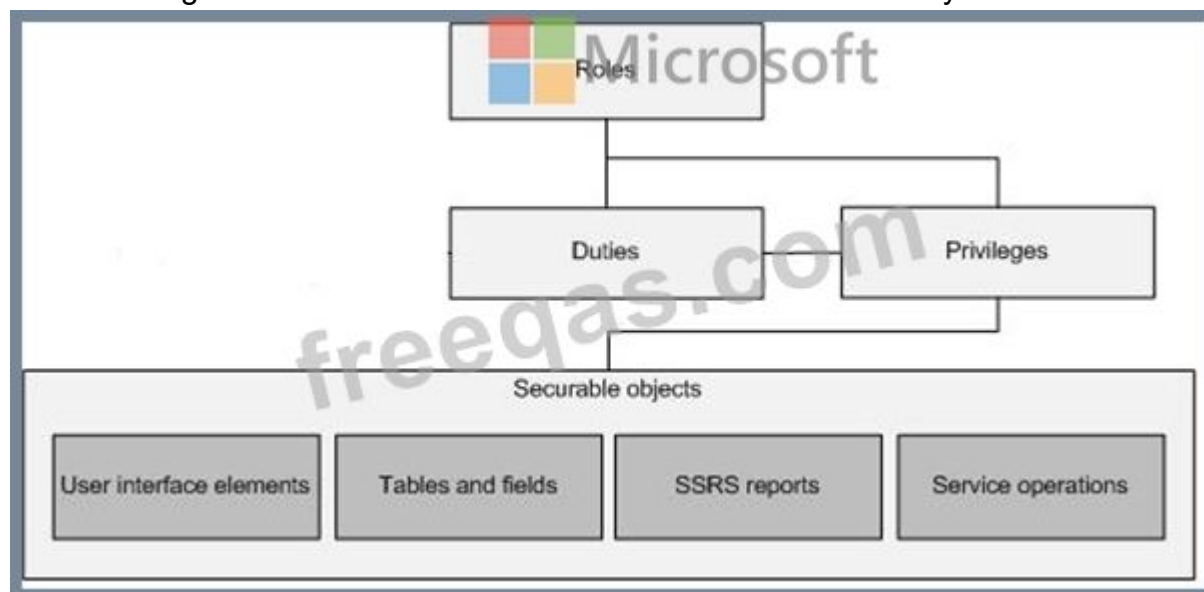 Microsoft
Roles
Duties
Privileges
freeqas.com
Securable objects
User interface elements
Tables and fields
SSRS reports
Service operations